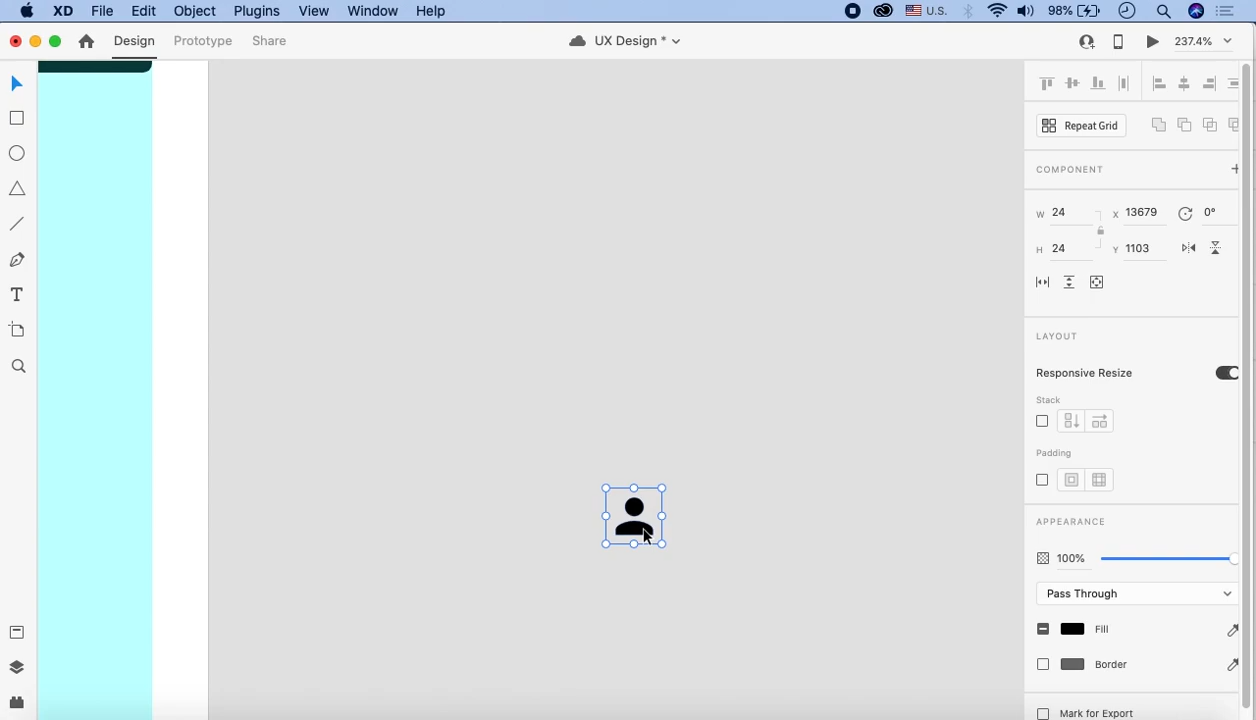 XD File Edit Object Plugins View Window Help U.S. 98%
Design Prototype Share UX Design * 237.4%
Repeat Grid
COMPONENT
W 24 X 13679 0°
H 24 Y 1103
LAYOUT
Responsive Resize
Stack
Padding
APPEARANCE
100%
Pass Through
Fill
Border
Mark for Export